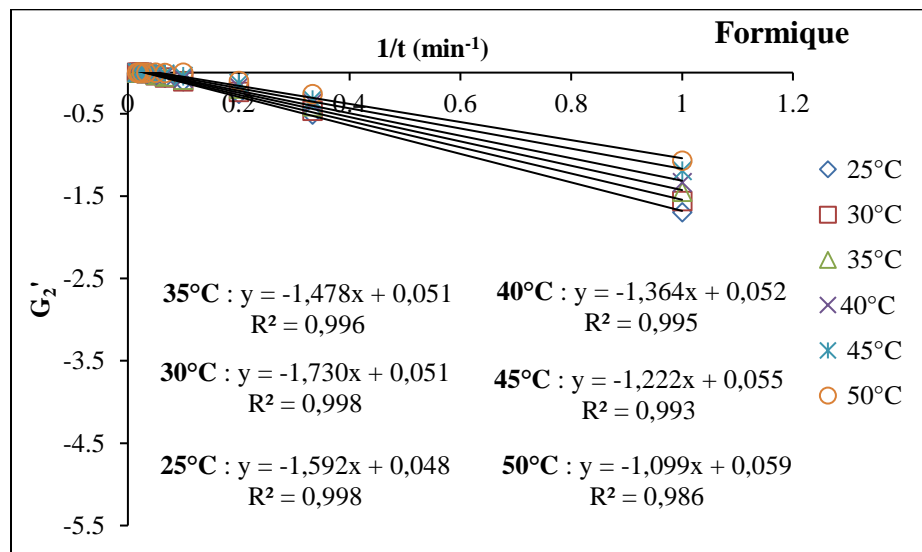 Formique
1/t (min⁻¹)
0 0.2 0.4 0.6 0.8 1 1.2
-0.5
-1.5
-2.5
-3.5
-4.5
-5.5
G₂'
25°C
30°C
35°C
40°C
45°C
50°C
35°C : y = -1,478x + 0,051
R² = 0,996
40°C : y = -1,364x + 0,052
R² = 0,995
30°C : y = -1,730x + 0,051
R² = 0,998
45°C : y = -1,222x + 0,055
R² = 0,993
25°C : y = -1,592x + 0,048
R² = 0,998
50°C : y = -1,099x + 0,059
R² = 0,986